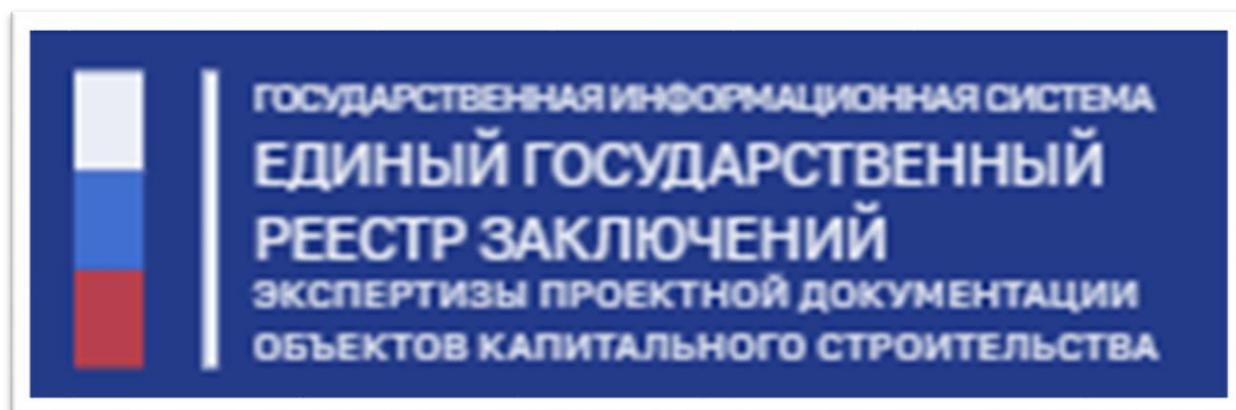 ГОСУДАРСТВЕННАЯ ИНФОРМАЦИОННАЯ СИСТЕМА
ЕДИНЫЙ ГОСУДАРСТВЕННЫЙ
РЕЕСТР ЗАКЛЮЧЕНИЙ
ЭКСПЕРТИЗЫ ПРОЕКТНОЙ ДОКУМЕНТАЦИИ
ОБЪЕКТОВ КАПИТАЛЬНОГО СТРОИТЕЛЬСТВА